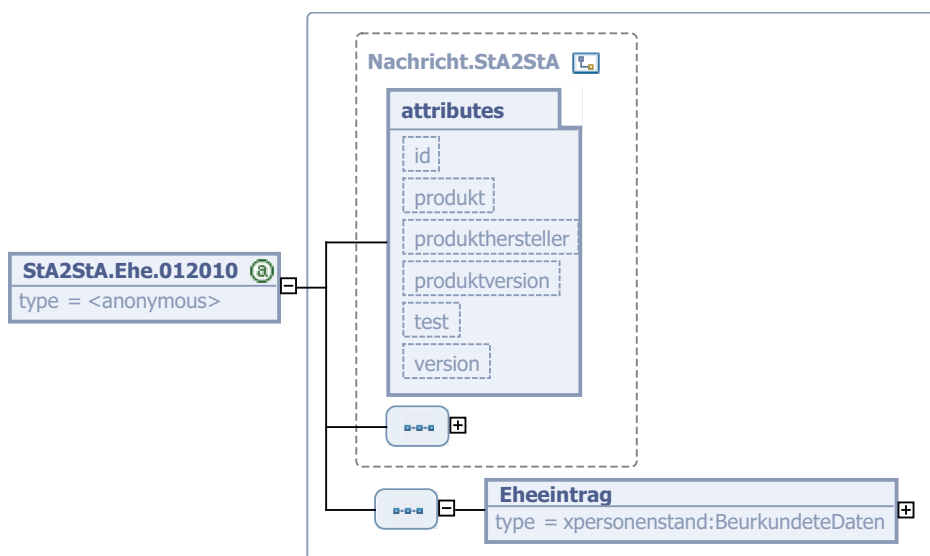 Nachricht.StA2StA
attributes
id
produkt
produkthersteller
produktversion
test
version
StA2StA.Ehe.012010 @
type = <anonymous>
Eheeintrag
type = xpersonenstand:BeurkundeteDaten